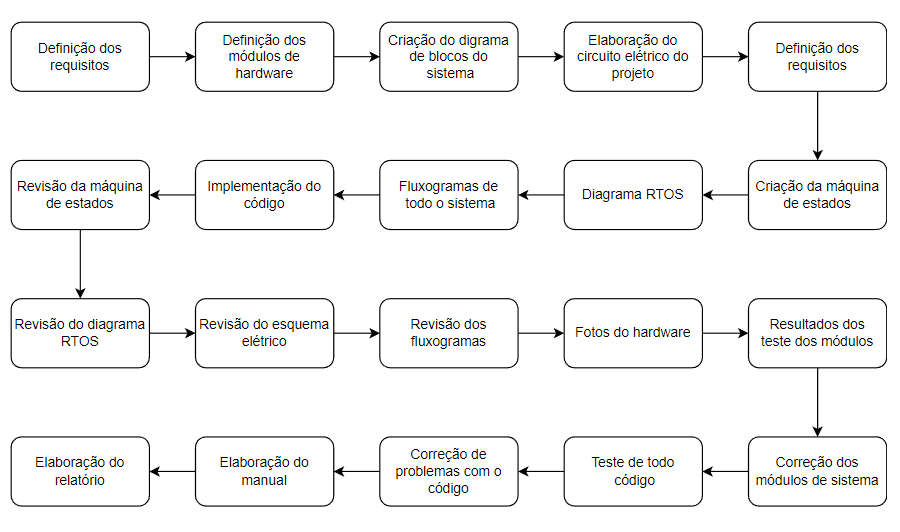 Definição dos
requisitos
Definição dos
módulos de
hardware
Criação do digrama
de blocos do
sistema
Elaboração do
circuito elétrico do
projeto
Definição dos
requisitos
Revisão da máquina
de estados
Implementação do
código
Fluxogramas de
todo o sistema
Diagrama RTOS
Criação da máquina
de estados
Revisão do diagrama
RTOS
Revisão do esquema
elétrico
Revisão dos
fluxogramas
Fotos do hardware
Resultados dos
teste dos módulos
Elaboração do
relatório
Elaboração do
manual
Correção de
problemas com o
código
Teste de todo
código
Correção dos
módulos de sistema